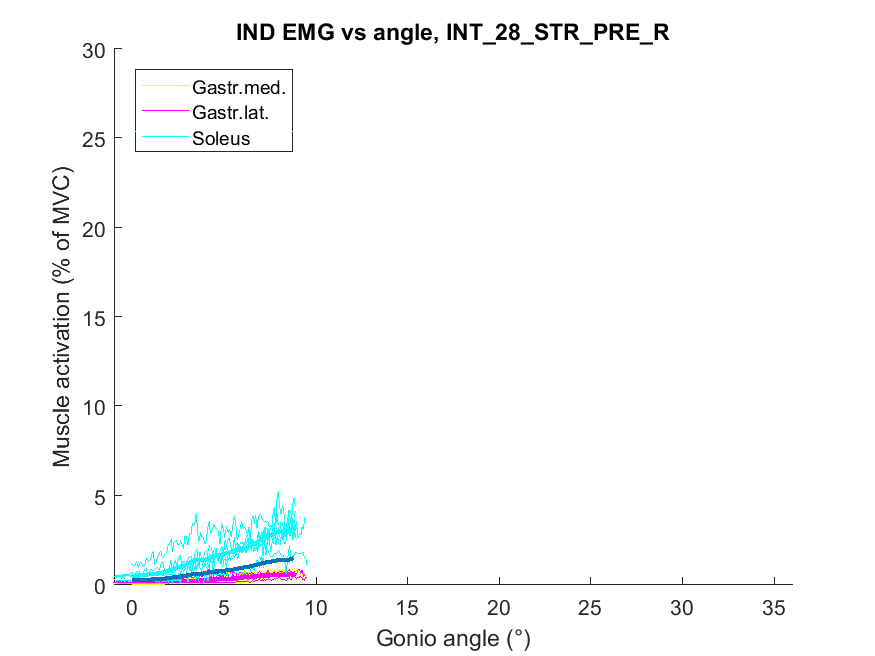 IND EMG vs angle, INT_28_STR_PRE_R
30
25
20
15
10
5
0
Muscle activation (% of MVC)
Gastr.med.
Gastr.lat.
Soleus
0 5 10 15 20 25 30 35
Gonio angle (°)